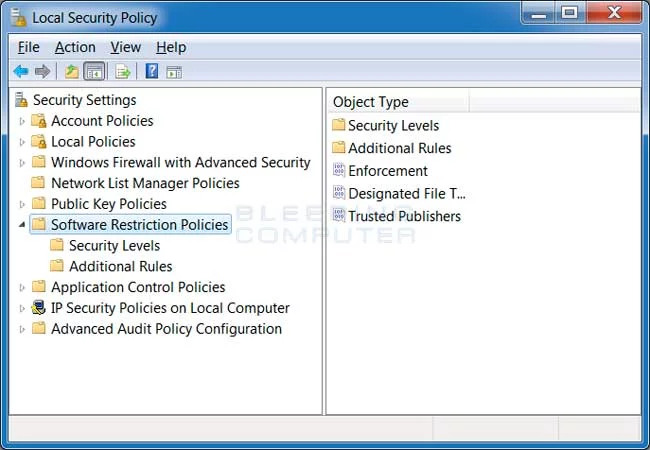 Local Security Policy
File Action View Help
Security Settings
Account Policies
Local Policies
Windows Firewall with Advanced Security
Network List Manager Policies
Public Key Policies
Software Restriction Policies
Security Levels
Additional Rules
Application Control Policies
IP Security Policies on Local Computer
Advanced Audit Policy Configuration
Object Type
Security Levels
Additional Rules
Enforcement
Designated File T...
Trusted Publishers
BLEEPING
COMPUTER